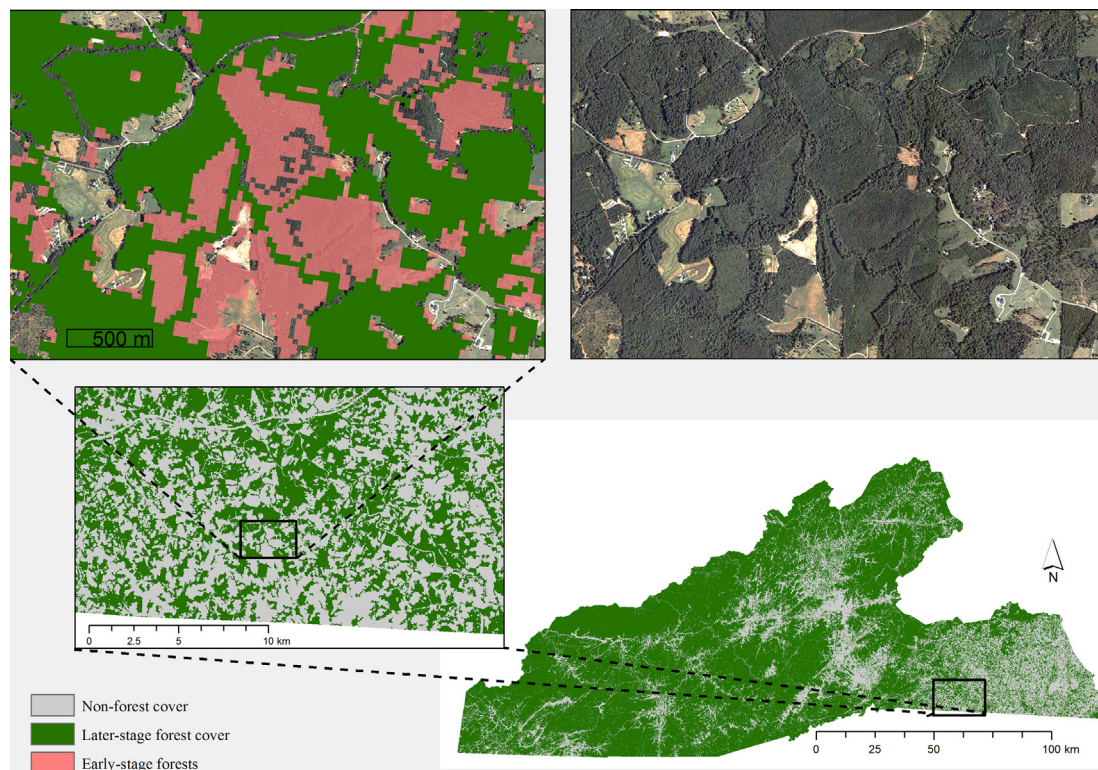 500 m
0 2.5 5 10 km
N
0 25 50 100 km
Non-forest cover
Later-stage forest cover
Early-stage forests